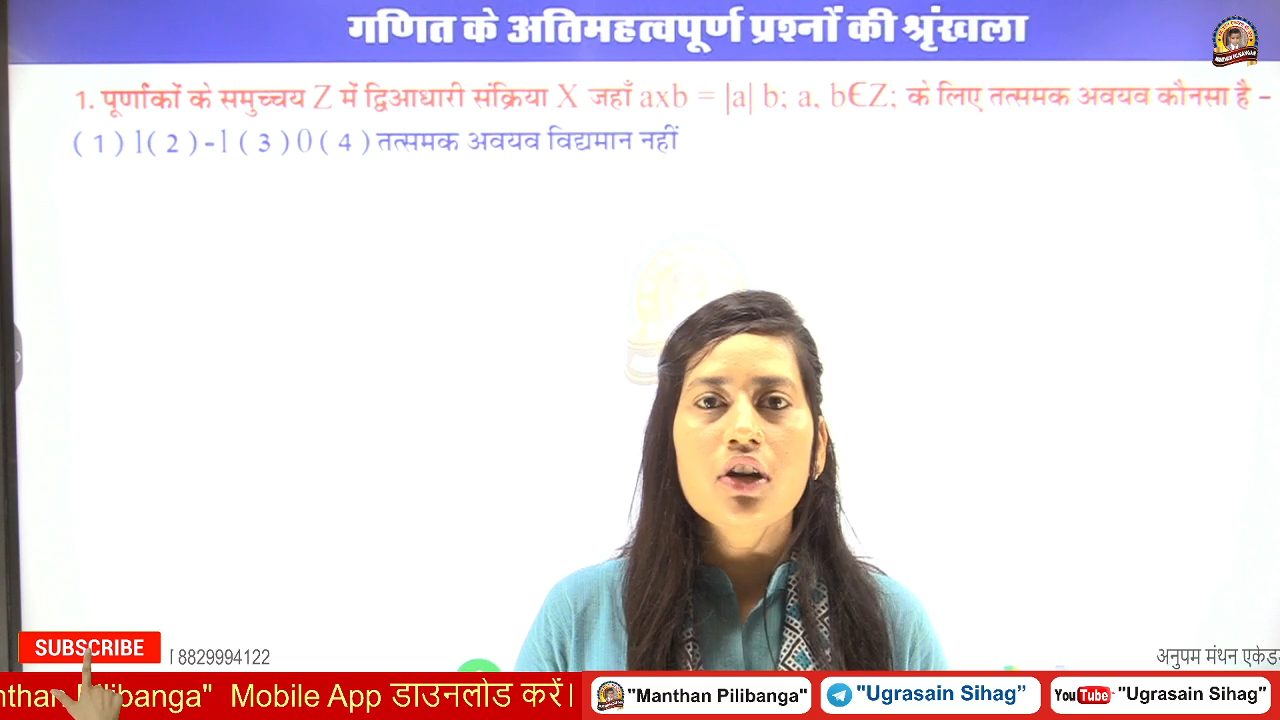 गणित के अतिमहत्वपूर्ण प्रश्नों की श्रृंखला
1. पूर्णांकों के समुच्चय Z में द्विआधारी संक्रिया X जहाँ axb = |a| b; a, bЄZ; के लिए तत्समक अवयव कौनसा है -
( 1 ) 1( 2 ) -1 ( 3 ) 0 ( 4 ) तत्समक अवयव विद्यमान नहीं
SUBSCRIBE
8829994122
अनुपम मंथन
Pilibanga" Mobile App डाउनलोड करें।
"Manthan Pilibanga"
"Ugrasain Sihag"
YouTube -"Ugrasain Sihag"